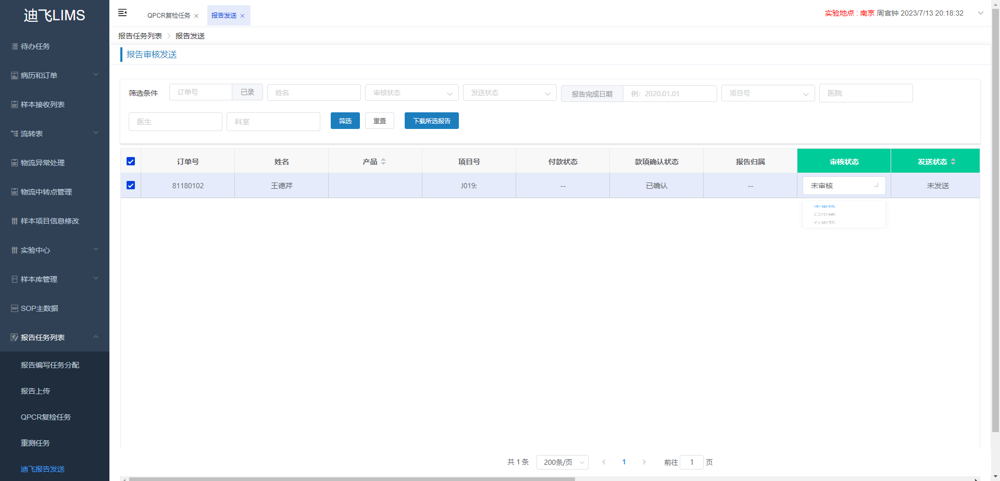 迪飞LIMS
待办任务
病历和订单
样本接收列表
流转表
物流异常处理
物流中转点管理
样本项目信息修改
实验中心
样本库管理
SOP主数据
报告任务列表
报告编写任务分配
报告上传
QPCR复检任务
重测任务
迪飞报告发送
QPCR复检任务 报告发送
实验地点 : 南京 周官钟 2023/7/13 20:18:32
报告任务列表 报告发送
报告审核发送
筛选条件 订单号 已录 姓名 审核状态 发送状态 报告完成日期 例：2020.01.01 项目号 医院
医生 科室 筛选 重置 下载所选报告
订单号 姓名 产品 项目号 付款状态 款项确认状态 报告归属 审核状态 发送状态
81180102 王德芹 J019; -- 已确认 -- 未审核 未发送
未审核
已审核
共 1 条 200条/页 1 前往 1 页